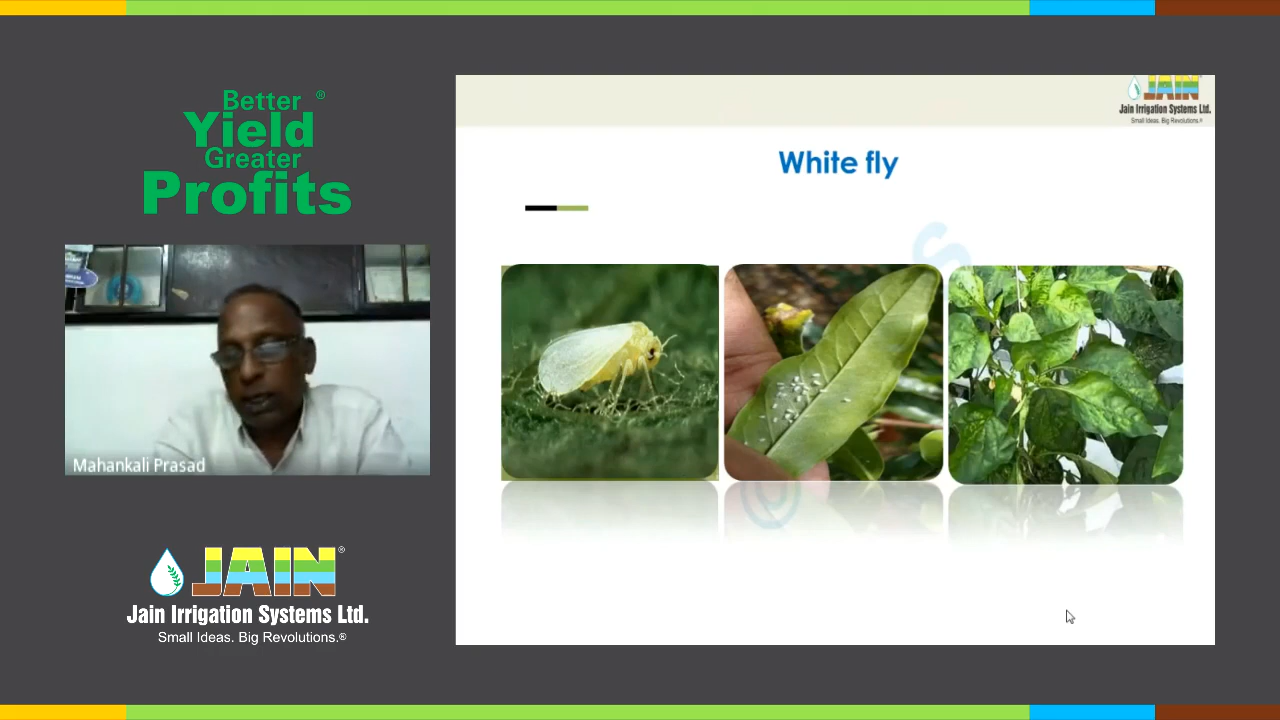 Better ®
Yield
Greater
Profits
Mahankali Prasad
JAIN®
Jain Irrigation Systems Ltd.
Small Ideas. Big Revolutions.®
JAIN
Jain Irrigation Systems Ltd.
Small Ideas. Big Revolutions.®
White fly
S
©